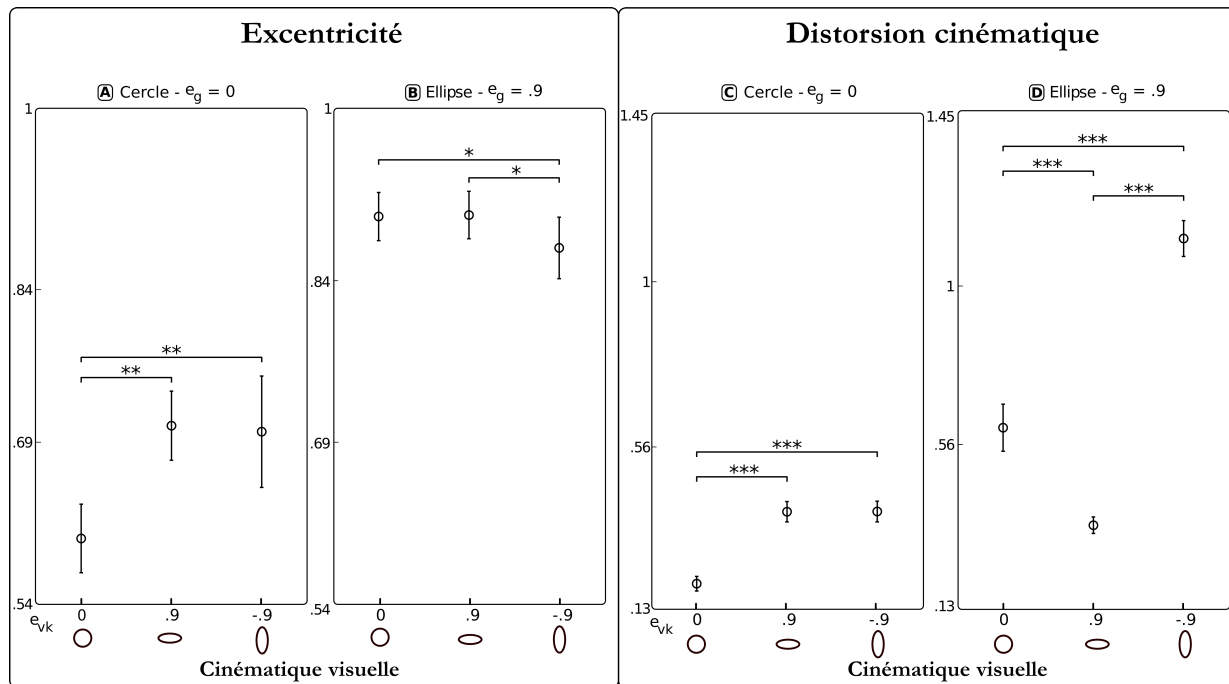 Excentricité
A Cercle - eg = 0
B Ellipse - eg = .9
1
.84
.69
.54
**
**
1
.84
.69
.54
*
*
evk
0 .9 -.9
0 .9 -.9
Cinématique visuelle
Distorsion cinématique
C Cercle - eg = 0
D Ellipse - eg = .9
1.45
1
.56
.13
***
***
1.45
1
.56
.13
***
***
***
evk
0 .9 -.9
0 .9 -.9
Cinématique visuelle